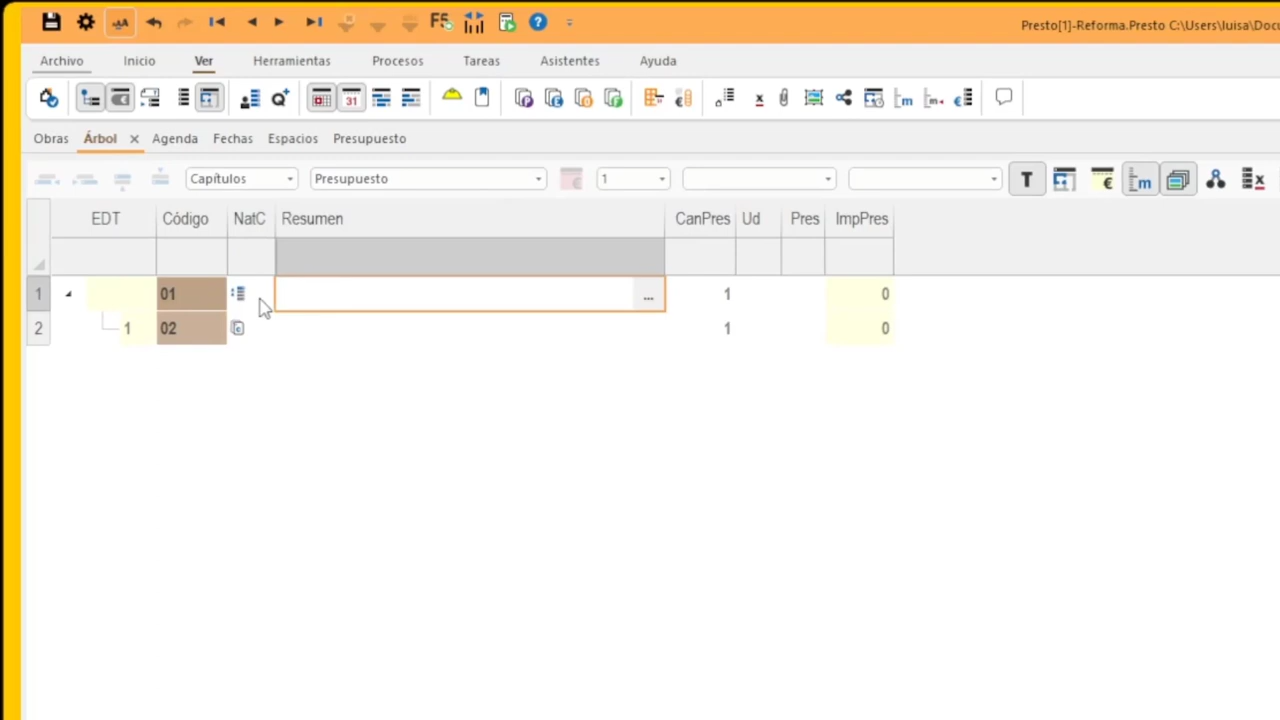 F5
Presto[1]-Reforma.Presto C:\Users\luisa\Docu
Archivo Inicio Ver Herramientas Procesos Tareas Asistentes Ayuda
Obras Árbol Agenda Fechas Espacios Presupuesto
Capítulos Presupuesto 1 T
EDT Código NatC Resumen CanPres Ud Pres ImpPres
1 01 ... 1 0
2 1 02 1 0